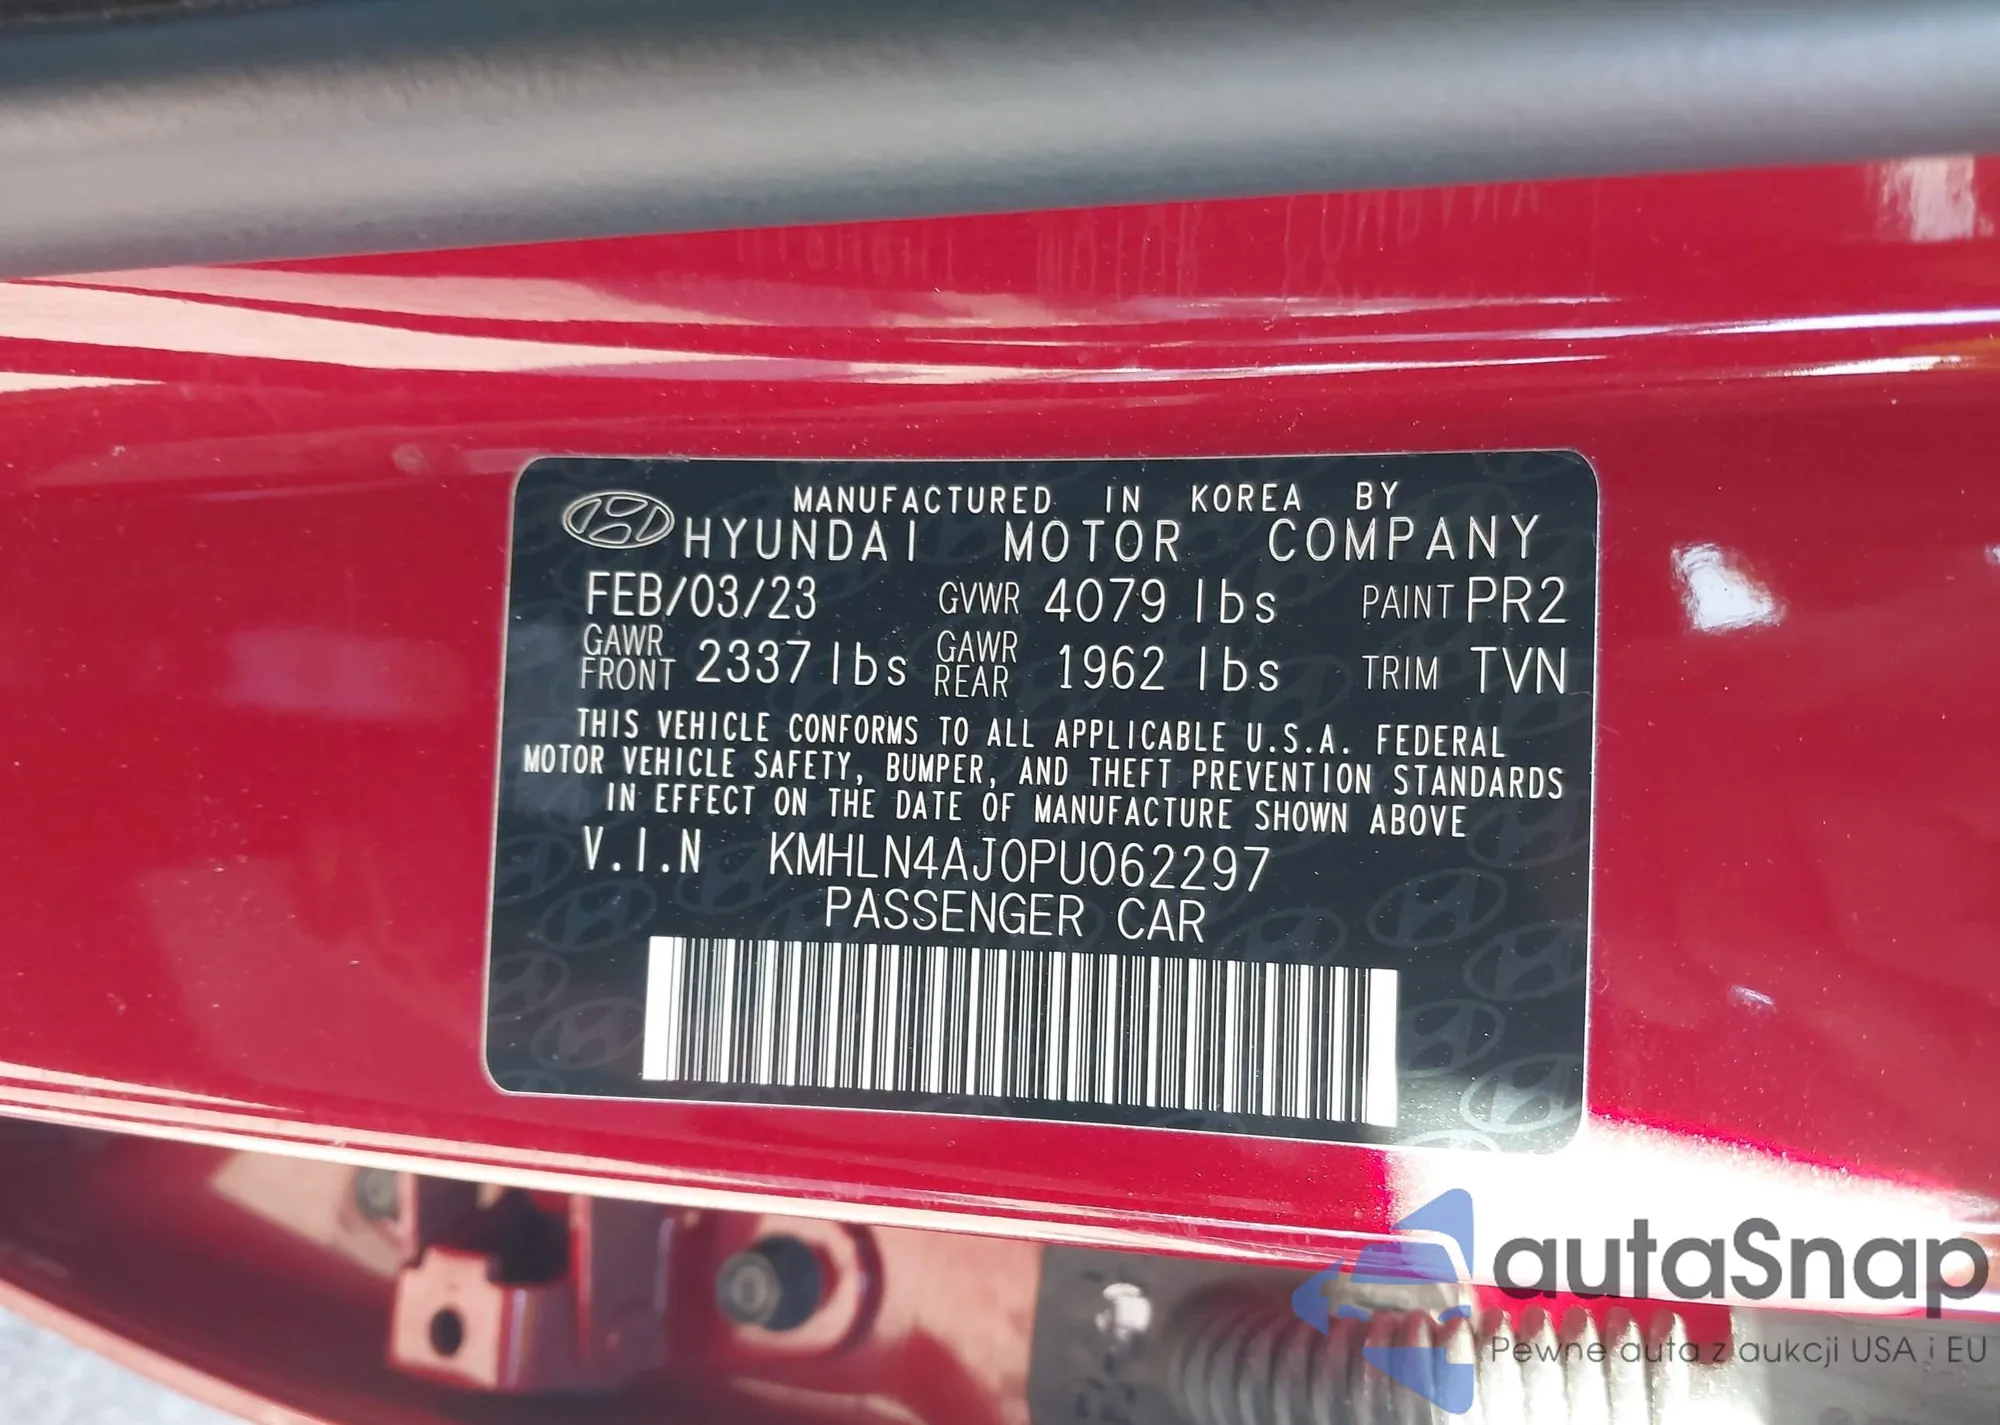 MANUFACTURED IN KOREA BY
HYUNDAI MOTOR COMPANY
FEB/03/23 GVWR 4079 lbs PAINT PR2
GAWR FRONT 2337 lbs GAWR REAR 1962 lbs TRIM TVN
THIS VEHICLE CONFORMS TO ALL APPLICABLE U.S.A. FEDERAL
MOTOR VEHICLE SAFETY, BUMPER, AND THEFT PREVENTION STANDARDS
IN EFFECT ON THE DATE OF MANUFACTURE SHOWN ABOVE
V.I.N KMHLN4AJ0PU062297
PASSENGER CAR
autaSnap
Pewne auta z aukcji USA i EU